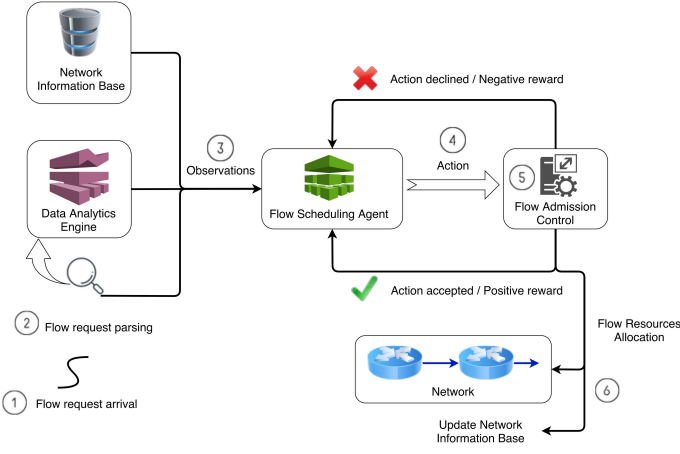 Network
Information Base
Data Analytics
Engine
2
Flow request parsing
1
Flow request arrival
3
Observations
Action declined / Negative reward
Flow Scheduling Agent
4
Action
5
Flow Admission
Control
Action accepted / Positive reward
Flow Resources
Allocation
Network
6
Update Network
Information Base